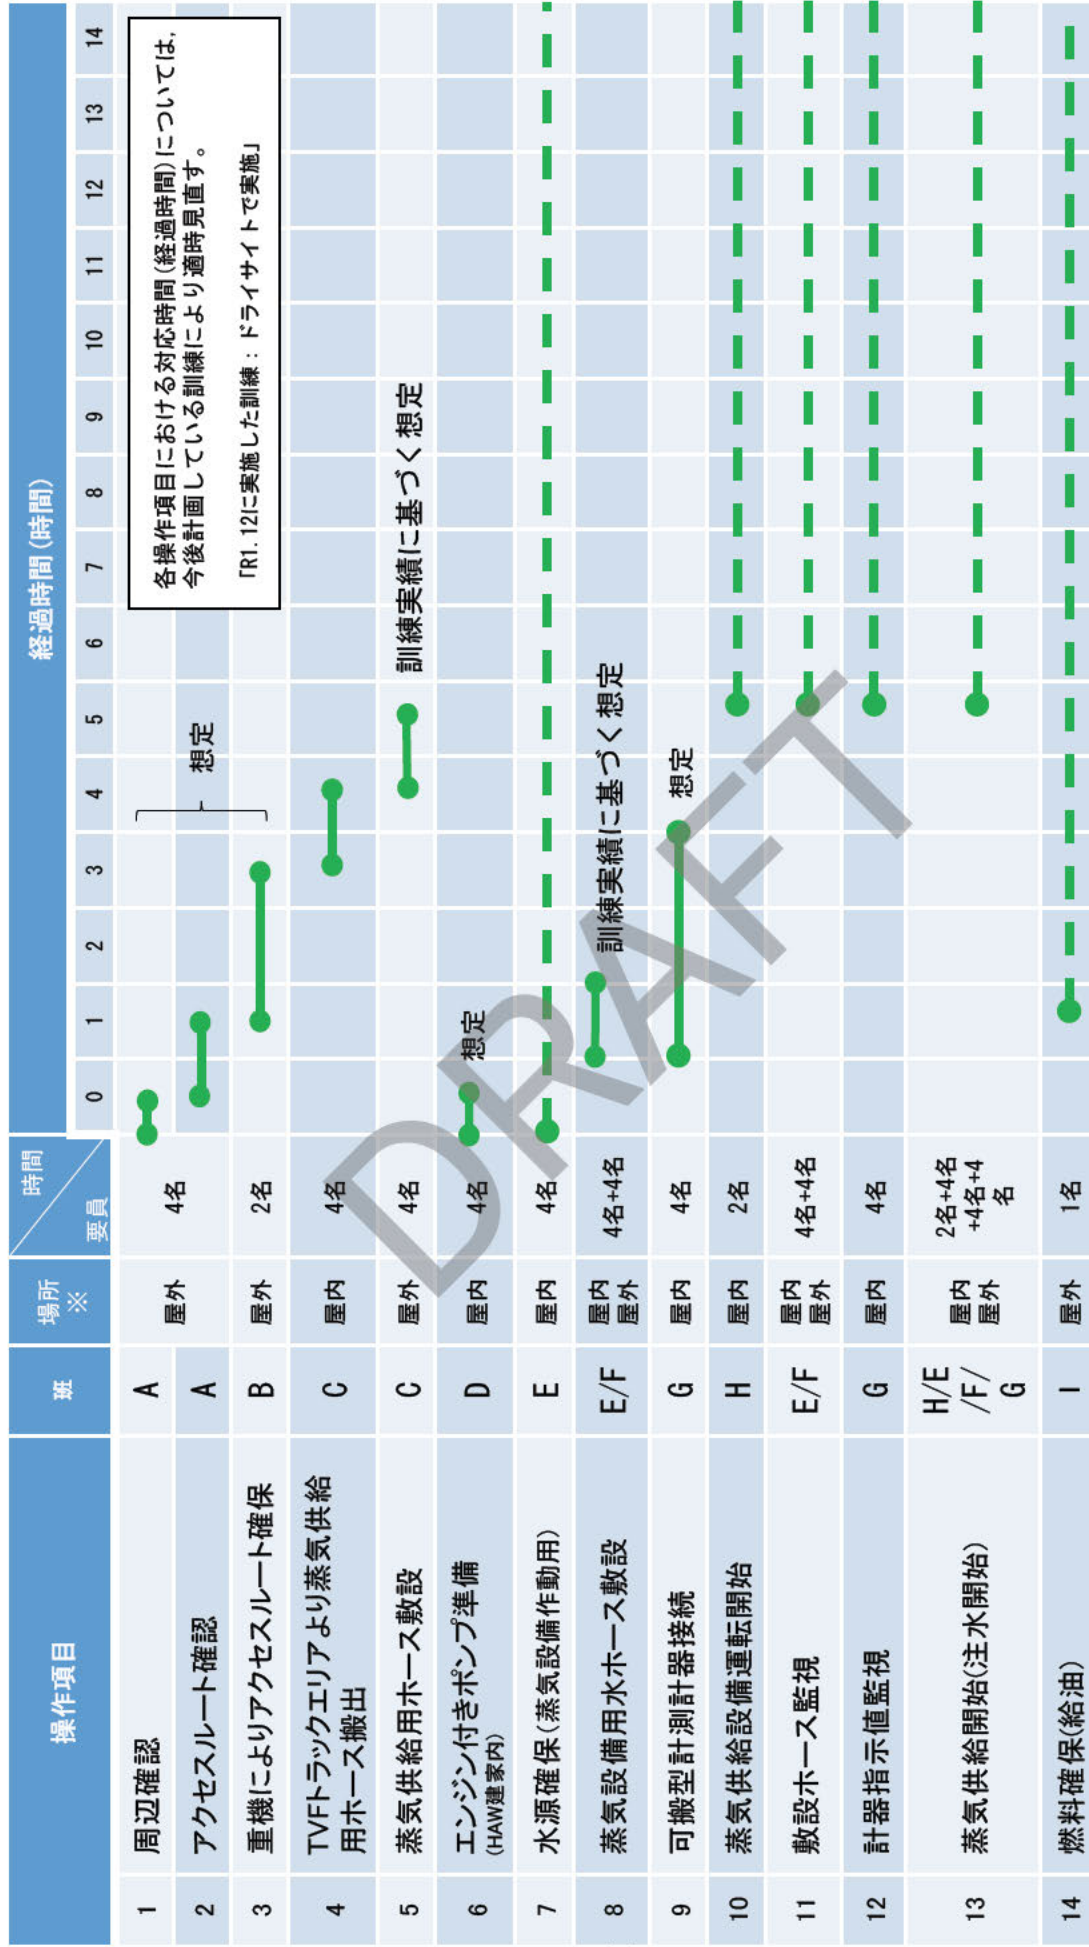 操作項目
班
場所
※
時間
要員
経過時間(時間)
0
1
2
3
4
5
6
7
8
9
10
11
12
13
14
1
周辺確認
A
屋外
4名
2
アクセスルート確認
A
想定
3
重機によりアクセスルート確保
B
屋外
2名
4
TVFトラックエリアより蒸気供給
用ホース搬出
C
屋内
4名
5
蒸気供給用ホース敷設
C
屋外
4名
訓練実績に基づく想定
6
エンジン付きポンプ準備
(HAW建家内)
D
屋内
4名
想定
7
水源確保(蒸気設備作動用)
E
屋内
4名
8
蒸気設備用水ホース敷設
E/F
屋内
屋外
4名+4名
訓練実績に基づく想定
9
可搬型計測計器接続
G
屋内
4名
想定
10
蒸気供給設備運転開始
H
屋内
2名
11
敷設ホース監視
E/F
屋内
屋外
4名+4名
12
計器指示値監視
G
屋内
4名
13
蒸気供給開始(注水開始)
H/E
/F/
G
屋内
屋外
2名+4名
+4名+4
名
14
燃料確保(給油)
I
屋外
1名
各操作項目における対応時間(経過時間)については,
今後計画している訓練により適時見直す。
「R1.12に実施した訓練：ドライサイトで実施」
DRAFT